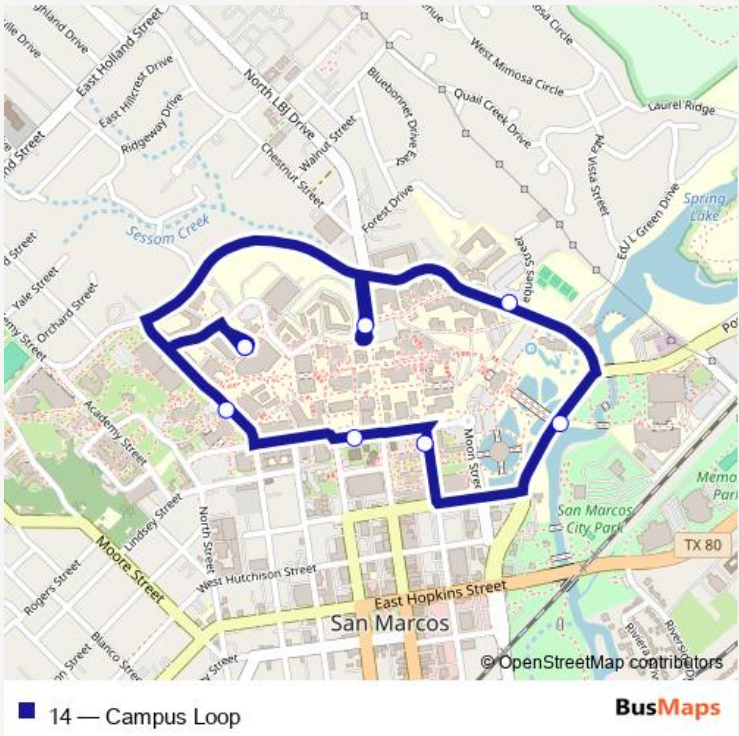 East Holland Street
East Hillcrest Drive
Ridgeway Drive
North LBJ Drive
Walnut Street
Chestnut Street
Bluebonnet Drive East
Forest Drive
West Mimosa Circle
Quail Creek Drive
Laurel Ridge
Alta Vista Street
Ed J L Green Drive
Spring
Lake
Sessom Creek
Yale Street
Orchard Street
Academy Street
Lindsey Street
North Street
Moore Street
Rogers Street
Blanco Street
West Hutchison Street
East Hopkins Street
San Marcos
San Marcos
City Park
TX 80
© OpenStreetMap contributors
14 — Campus Loop
BusMaps